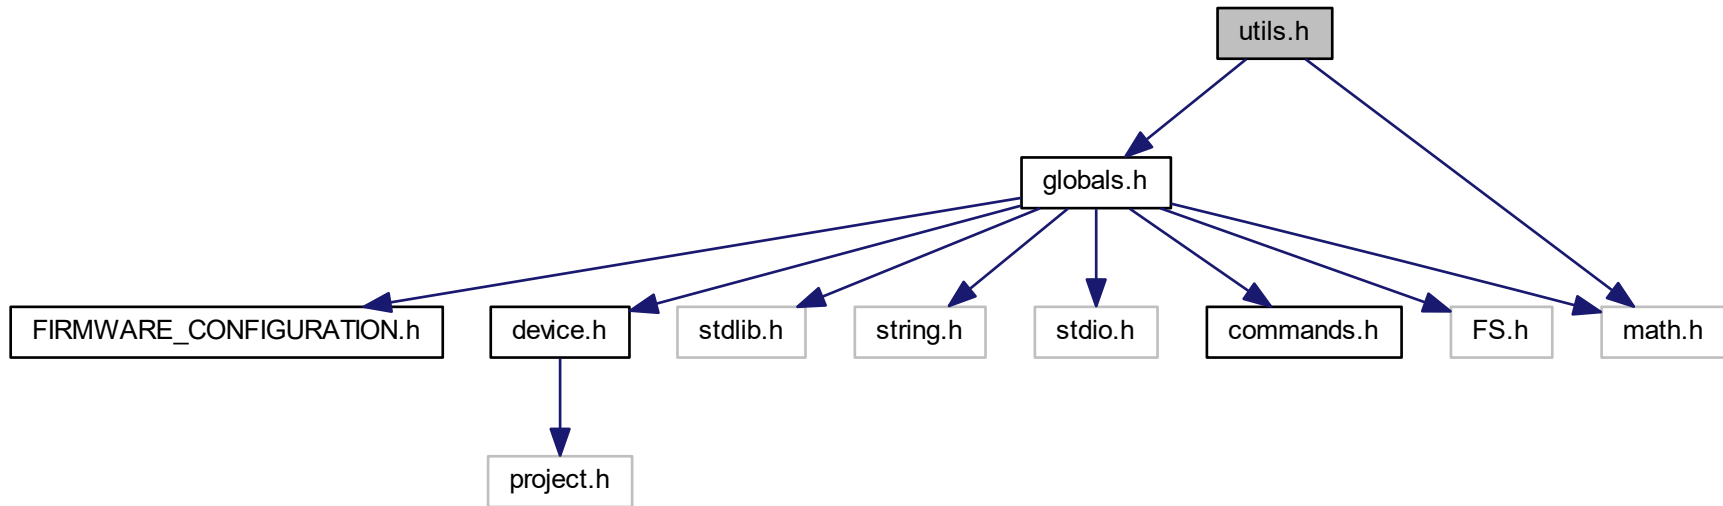 utils.h
globals.h
FIRMWARE_CONFIGURATION.h
device.h
stdlib.h
string.h
stdio.h
commands.h
FS.h
math.h
project.h